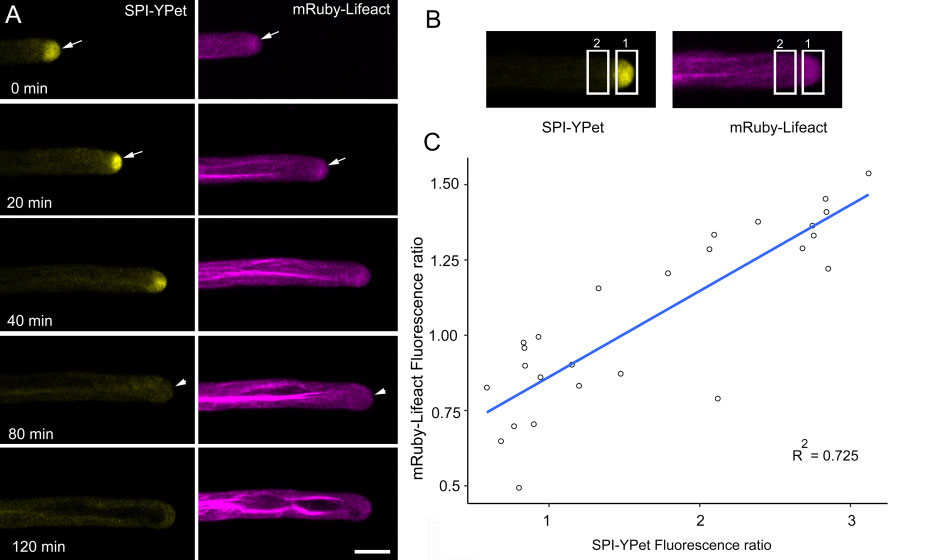 A
SPI-YPet
mRuby-Lifeact
0 min
20 min
40 min
80 min
120 min
B
2 1
2 1
SPI-YPet
mRuby-Lifeact
C
mRuby-Lifeact Fluorescence ratio
1.50
1.25
1.00
0.75
0.5
R2 = 0.725
1 2 3
SPI-YPet Fluorescence ratio